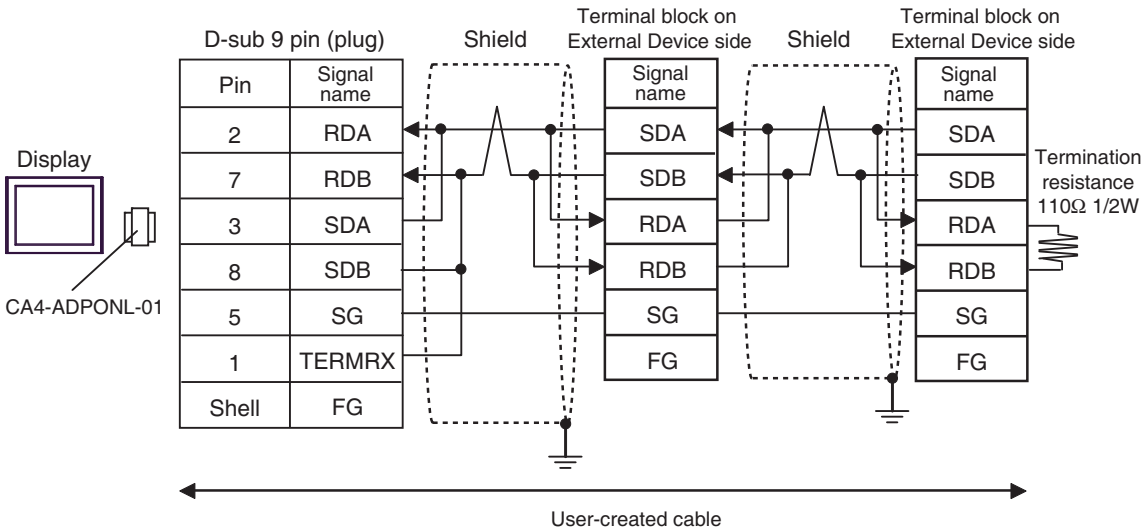 Terminal block on
External Device side
Terminal block on
External Device side
D-sub 9 pin (plug)
Shield
Shield
Pin
Signal
name
2
RDA
7
RDB
3
SDA
8
SDB
5
SG
1
TERMRX
Shell
FG
Signal
name
SDA
SDB
RDA
RDB
SG
FG
Signal
name
SDA
SDB
RDA
RDB
SG
FG
Display
CA4-ADPONL-01
Termination
resistance
110Ω 1/2W
User-created cable